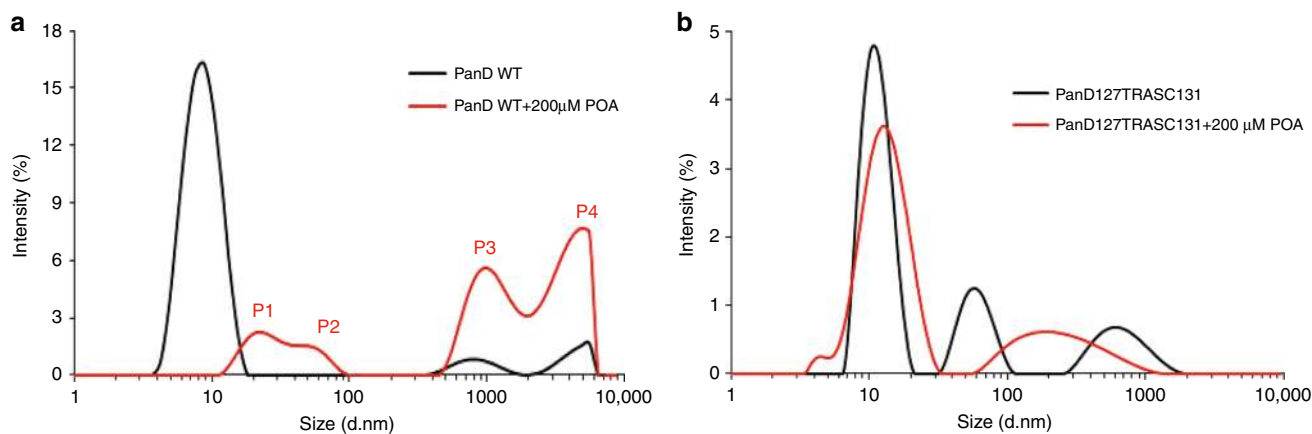 a
18
15
12
9
6
3
0
Intensity (%)
PanD WT
PanD WT+200μM POA
P1
P2
P3
P4
1
10
100
1000
10,000
Size (d.nm)
b
5
4
3
2
1
0
Intensity (%)
PanD127TRASC131
PanD127TRASC131+200 μM POA
1
10
100
1000
10,000
Size (d.nm)